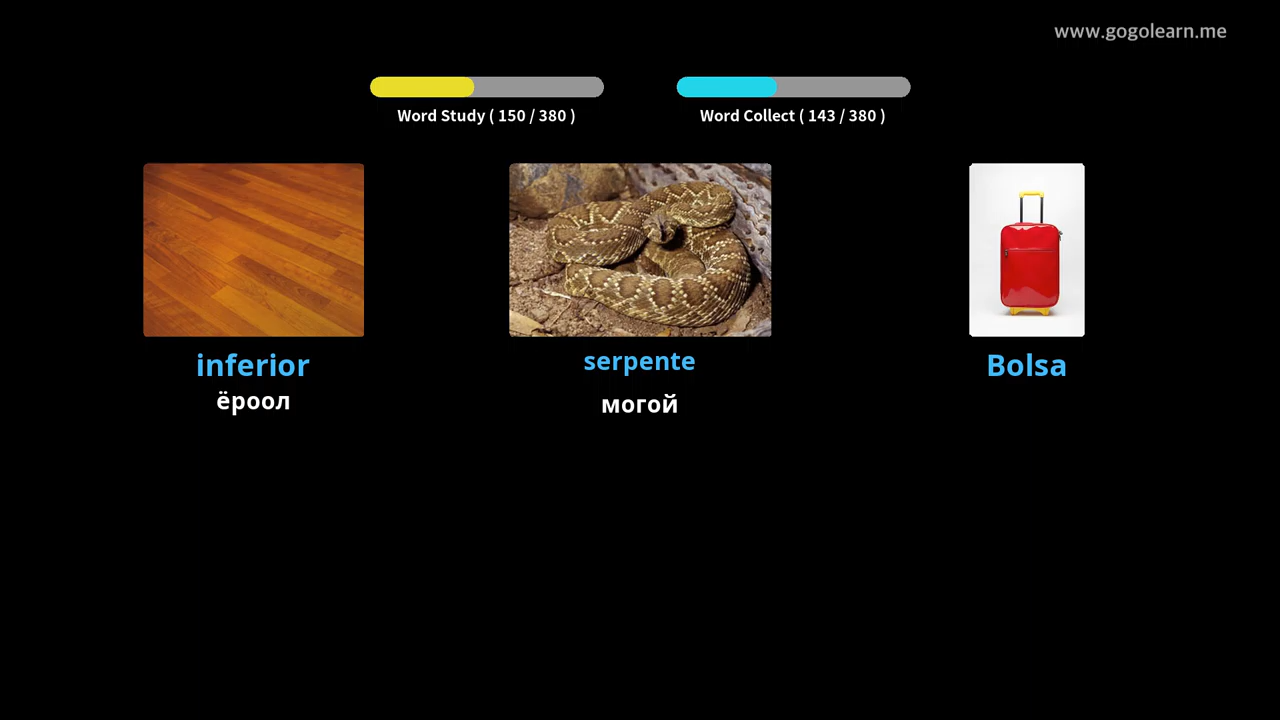 www.gogolearn.me
Word Study ( 150 / 380 )
Word Collect ( 143 / 380 )
inferior
ёроол
serpente
могой
Bolsa